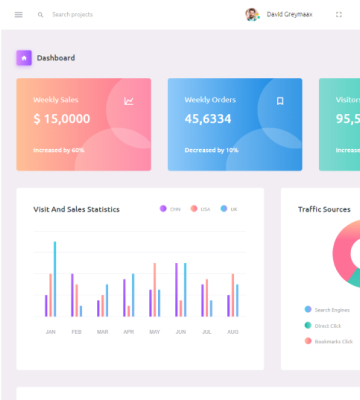 Search projects
David Greymaax
Dashboard
Weekly Sales
$ 15,0000
Increased by 60%
Weekly Orders
45,6334
Decreased by 10%
Visitors
95,5
Increase
Visit And Sales Statistics
CHN
USA
UK
JAN FEB MAR APR MAY JUN JUL AUG
Traffic Sources
Search Engines
Direct Click
Bookmarks Click